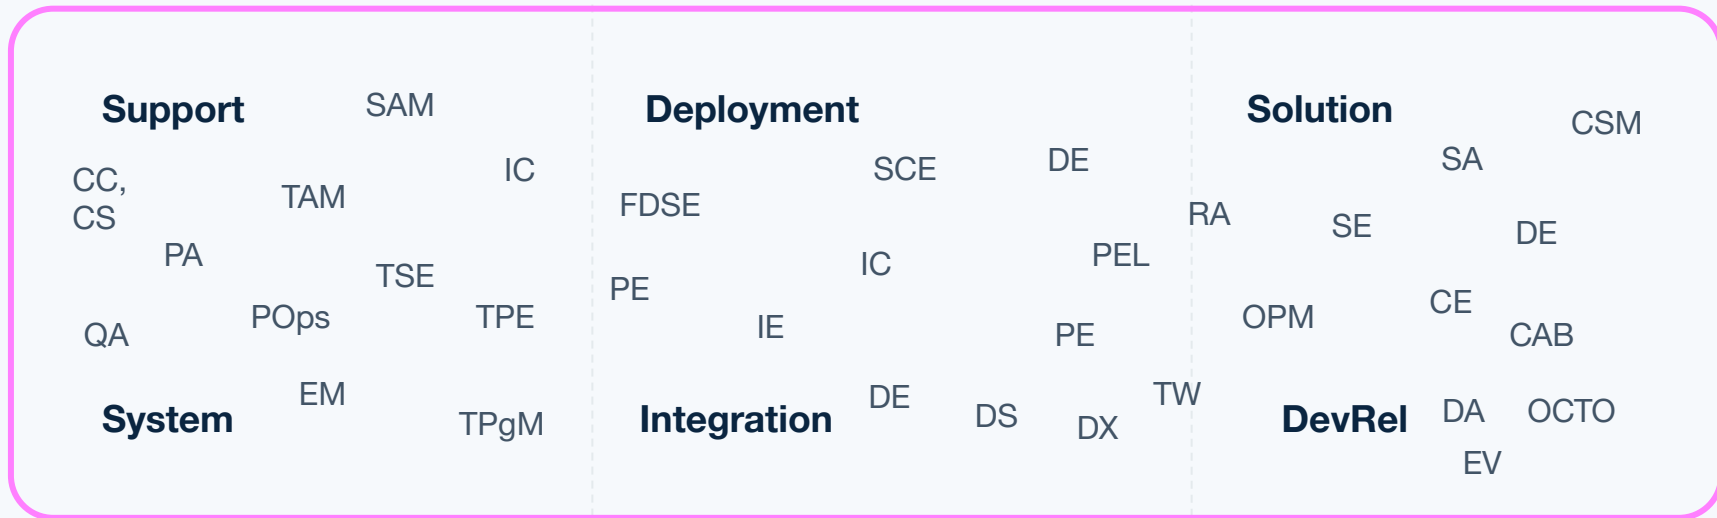 Support
SAM
IC
CC,
CS
TAM
PA
TSE
POps
TPE
QA
EM
System
TPgM
Deployment
SCE
DE
FDSE
IC
PEL
PE
IE
PE
DE
TW
Integration
DS
DX
Solution
CSM
SA
RA
SE
DE
CE
OPM
CAB
DevRel
DA
OCTO
EV